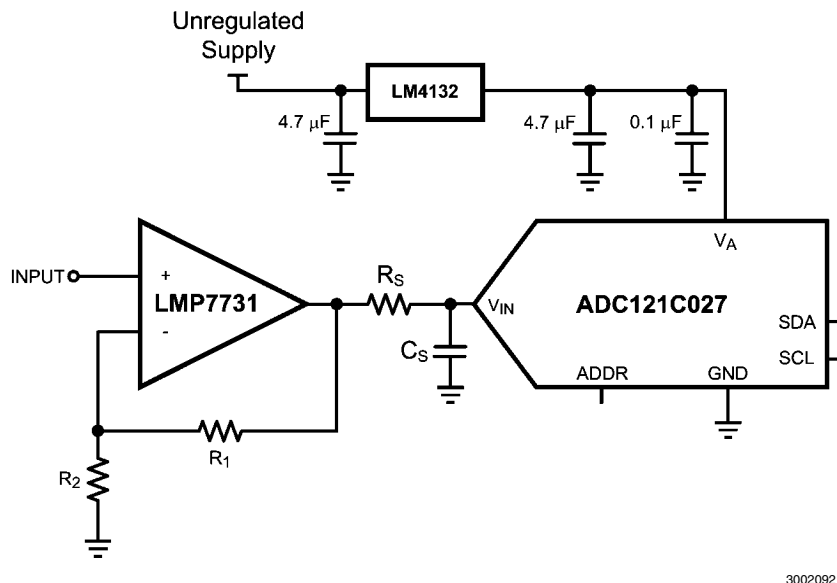 Unregulated
Supply
LM4132
4.7 µF
4.7 µF
0.1 µF
VA
INPUT
+
LMP7731
-
RS
VIN
ADC121C027
SDA
CS
SCL
ADDR
GND
R1
R2
3002092